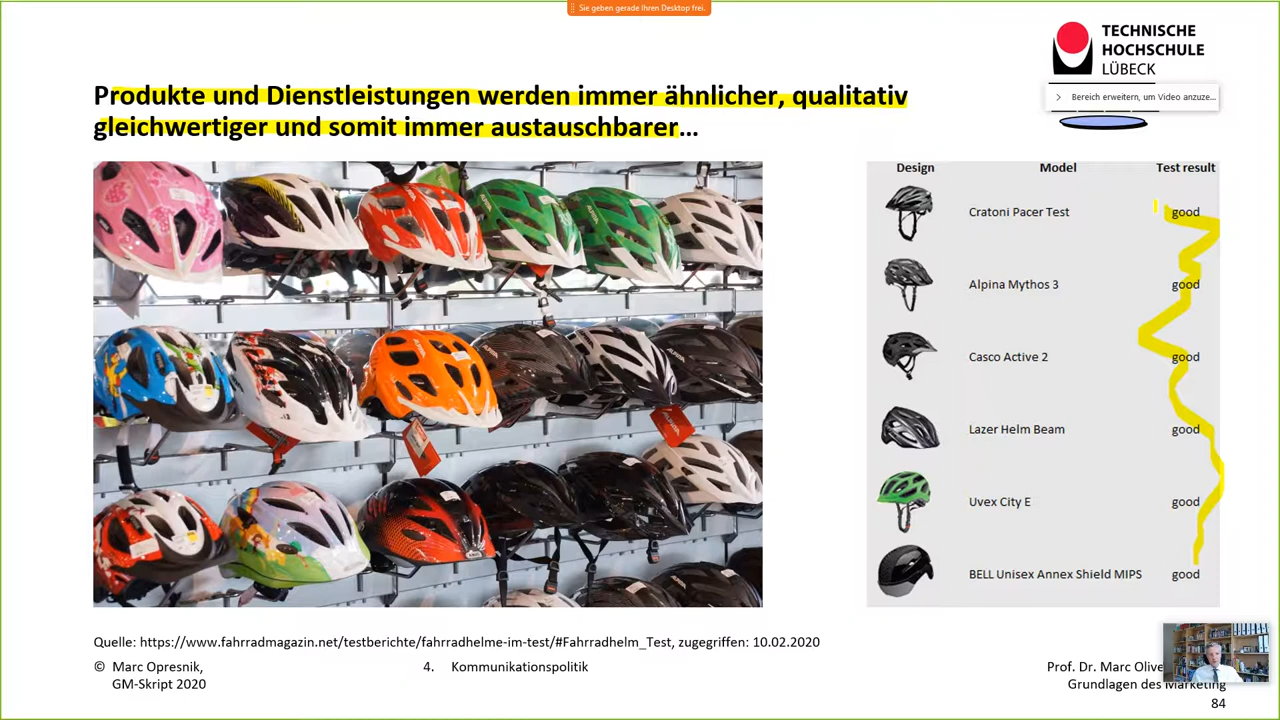 Sie geben gerade Ihren Desktop frei.
TECHNISCHE
HOCHSCHULE
LÜBECK
Bereich erweitern, um Video anzuze...
Produkte und Dienstleistungen werden immer ähnlicher, qualitativ
gleichwertiger und somit immer austauschbarer...
Design Model Test result
Cratoni Pacer Test good
Alpina Mythos 3 good
Casco Active 2 good
Lazer Helm Beam good
Uvex City E good
BELL Unisex Annex Shield MIPS good
Quelle: https://www.fahrradmagazin.net/testberichte/fahrradhelme-im-test/#Fahrradhelm_Test, zugegriffen: 10.02.2020
© Marc Opresnik,
GM-Skript 2020
4. Kommunikationspolitik
Prof. Dr. Marc
Grundlagen des Marketing
84